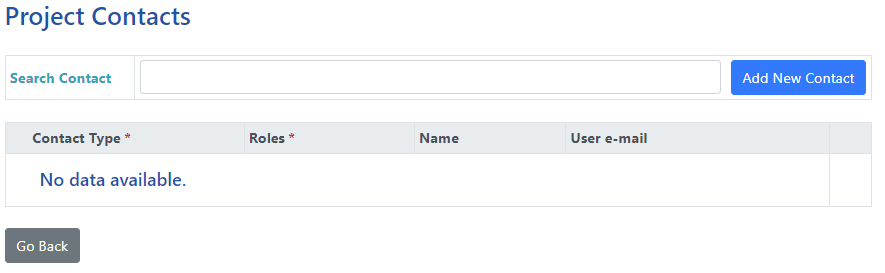 Project Contacts
Search Contact Add New Contact
Contact Type * Roles * Name User e-mail
No data available.
Go Back